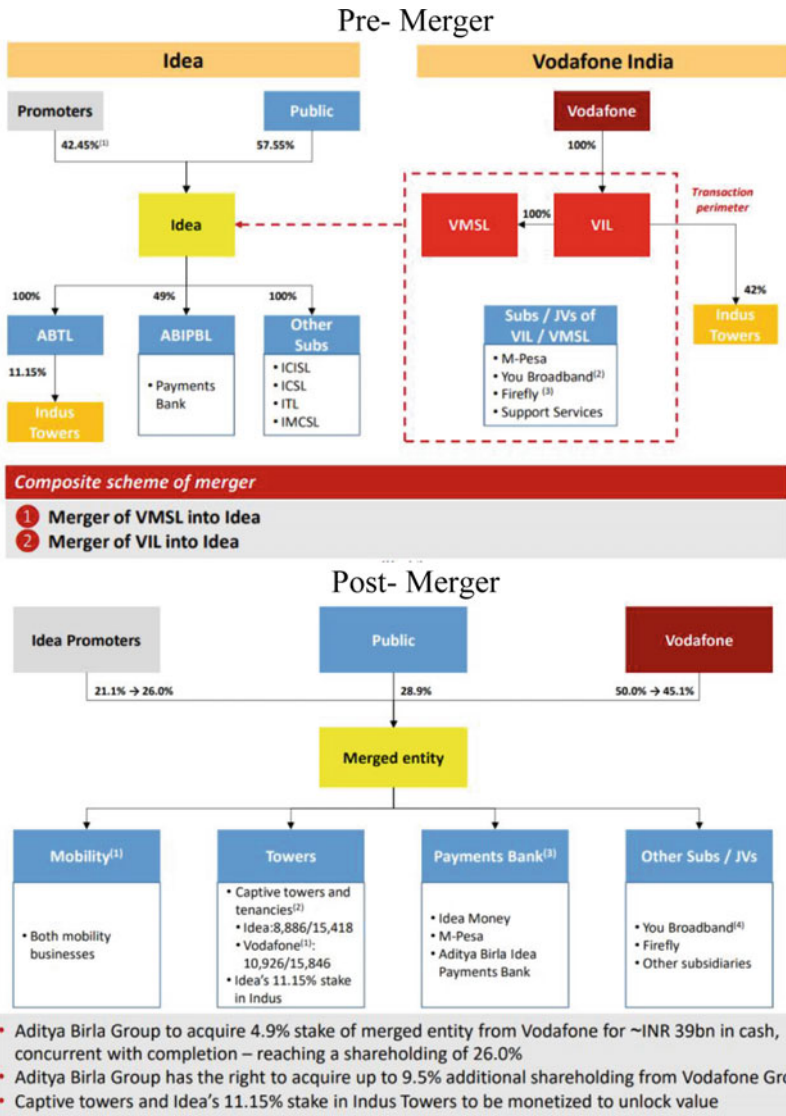 Pre- Merger
Idea
Vodafone India
Promoters
Public
Vodafone
42.45%(1)
57.55%
100%
Transaction
perimeter
Idea
VMSL
100%
VIL
100%
49%
100%
42%
ABTL
ABIPBL
Other
Subs
Subs / JVs of
VIL / VMSL
Indus
Towers
11.15%
• Payments
Bank
• ICISL
• ICSL
• ITL
• IMCSL
• M-Pesa
• You Broadband(2)
• Firefly (3)
• Support Services
Indus
Towers
Composite scheme of merger
1 Merger of VMSL into Idea
2 Merger of VIL into Idea
Post- Merger
Idea Promoters
Public
Vodafone
21.1% → 26.0%
28.9%
50.0% → 45.1%
Merged entity
Mobility(1)
Towers
Payments Bank(3)
Other Subs / JVs
• Both mobility
businesses
• Captive towers and
tenancies(2)
• Idea:8,886/15,418
• Vodafone(1):
10,926/15,846
• Idea's 11.15% stake
in Indus
• Idea Money
• M-Pesa
• Aditya Birla Idea
Payments Bank
• You Broadband(4)
• Firefly
• Other subsidiaries
• Aditya Birla Group to acquire 4.9% stake of merged entity from Vodafone for ~INR 39bn in cash,
concurrent with completion – reaching a shareholding of 26.0%
• Aditya Birla Group has the right to acquire up to 9.5% additional shareholding from Vodafone Gro
• Captive towers and Idea's 11.15% stake in Indus Towers to be monetized to unlock value